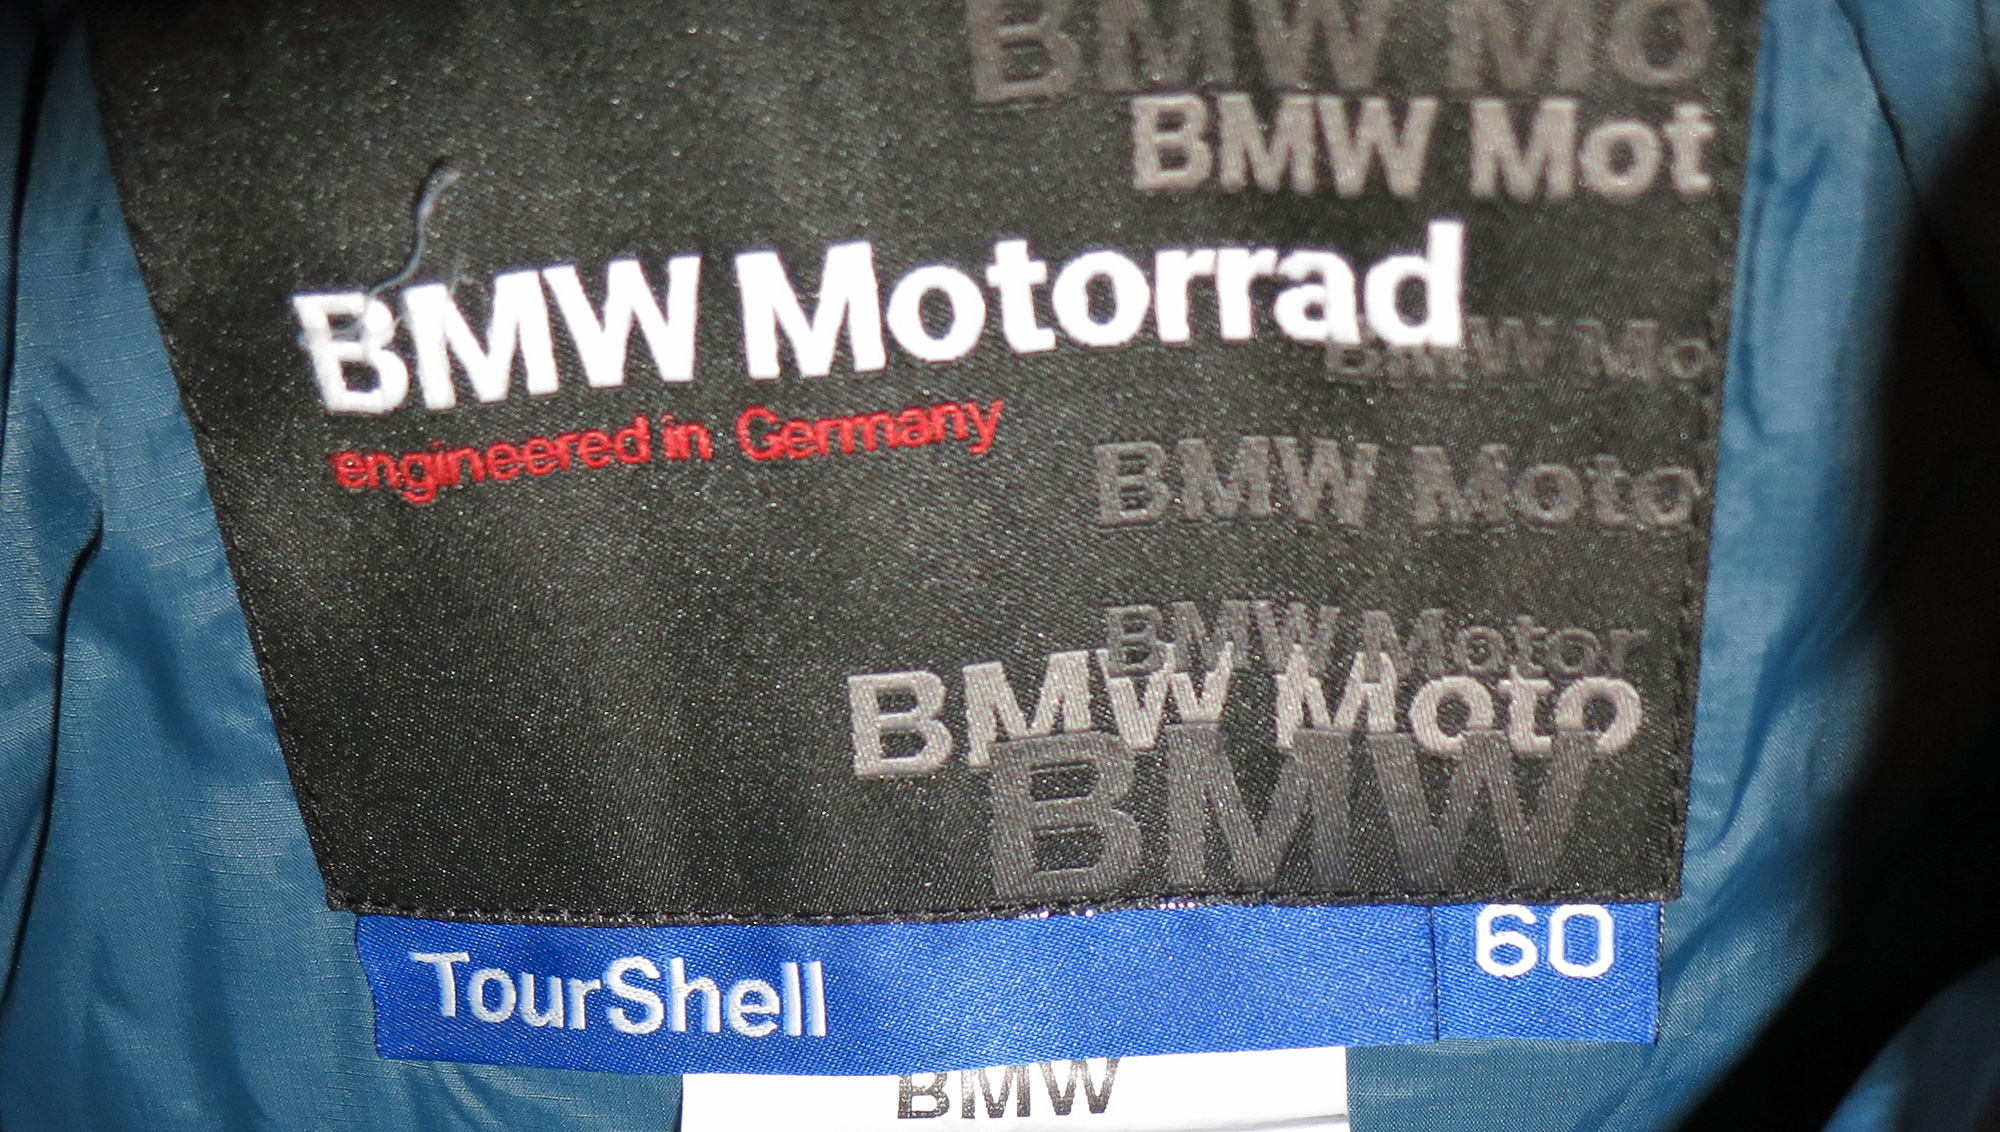 BMW Mo
BMW Mot
BMW Motorrad
BMW Mo
engineered in Germany
BMW Moto
BMW Motor
BMW Moto
BMW
TourShell
60
BMW